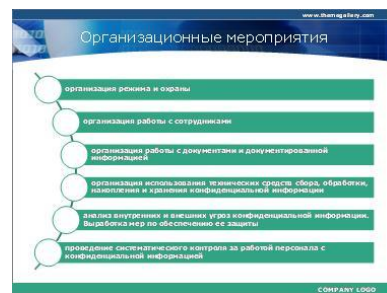 www.themegallery.com
Организационные мероприятия
организация режима и охраны
организация работы с сотрудниками
организация работы с документами и документированной
информацией
организация использования технических средств сбора, обработки,
накопления и хранения конфиденциальной информации
анализ внутренних и внешних угроз конфиденциальной информации.
Выработка мер по обеспечению ее защиты
проведение систематического контроля за работой персонала с
конфиденциальной информацией
COMPANY LOGO